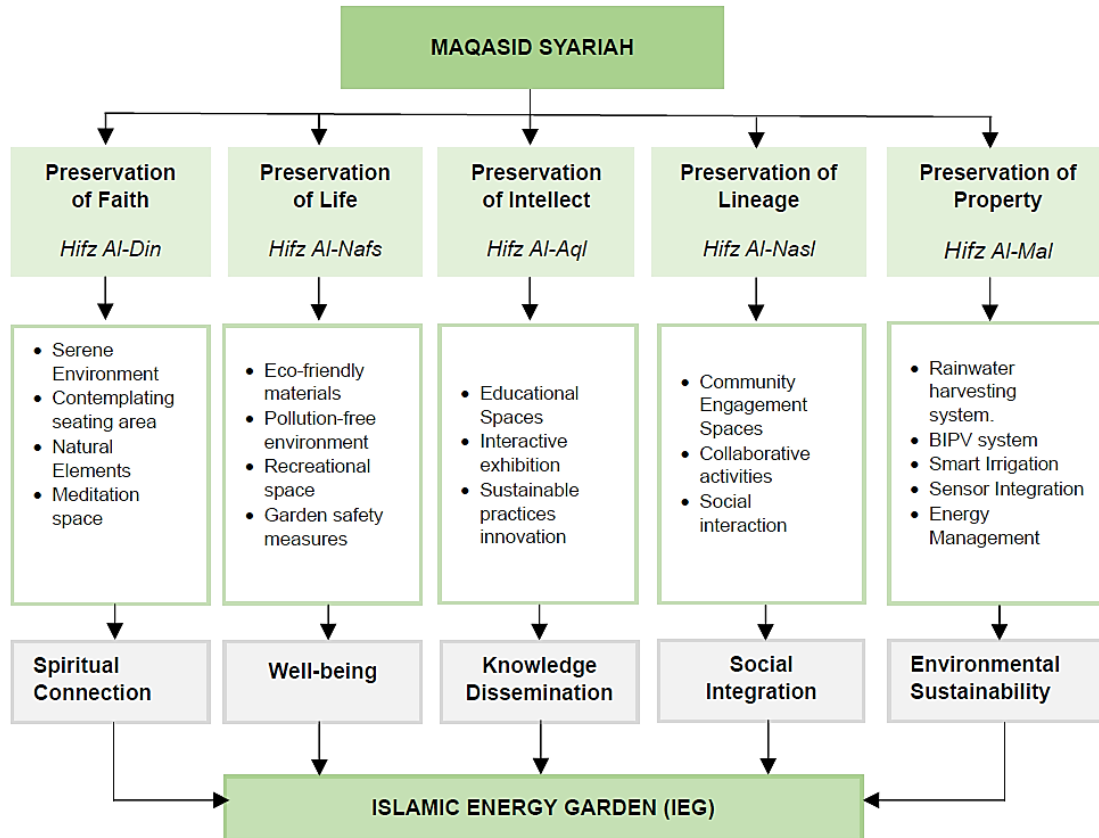 MAQASID SYARIAH
Preservation
of Faith
Hifz Al-Din
Preservation
of Life
Hifz Al-Nafs
Preservation
of Intellect
Hifz Al-Aql
Preservation of
Lineage
Hifz Al-Nasl
Preservation of
Property
Hifz Al-Mal
• Serene
Environment
• Contemplating
seating area
• Natural
Elements
• Meditation
space
• Eco-friendly
materials
• Pollution-free
environment
• Recreational
space
• Garden safety
measures
• Educational
Spaces
• Interactive
exhibition
• Sustainable
practices
innovation
• Community
Engagement
Spaces
• Collaborative
activities
• Social
interaction
• Rainwater
harvesting
system.
• BIPV system
• Smart Irrigation
• Sensor Integration
• Energy
Management
Spiritual
Connection
Well-being
Knowledge
Dissemination
Social
Integration
Environmental
Sustainability
ISLAMIC ENERGY GARDEN (IEG)